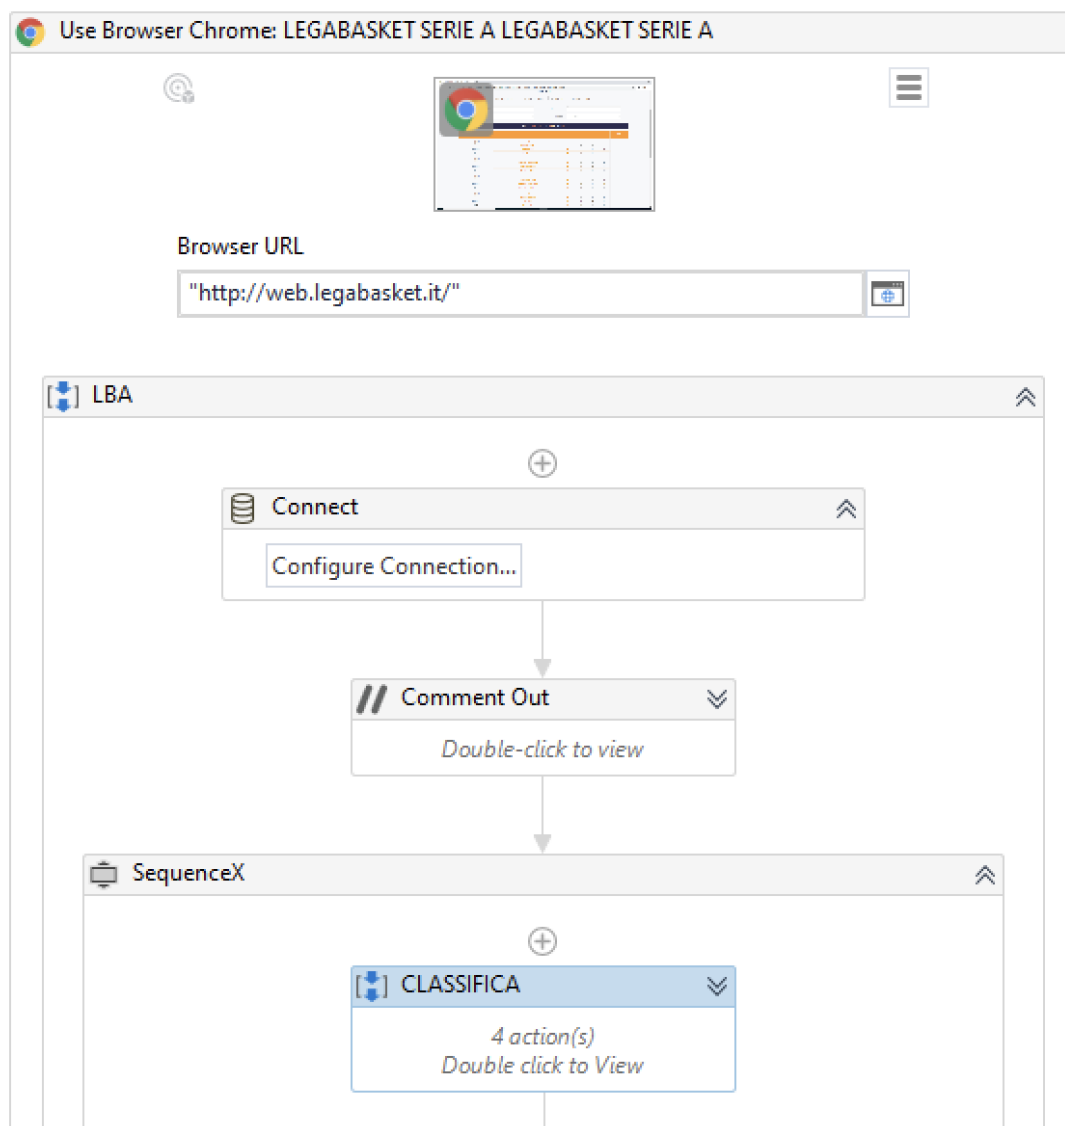 Use Browser Chrome: LEGABASKET SERIE A LEGABASKET SERIE A
Browser URL
"http://web.legabasket.it/"
LBA
Connect
Configure Connection...
Comment Out
Double-click to view
SequenceX
CLASSIFICA
4 action(s)
Double click to View